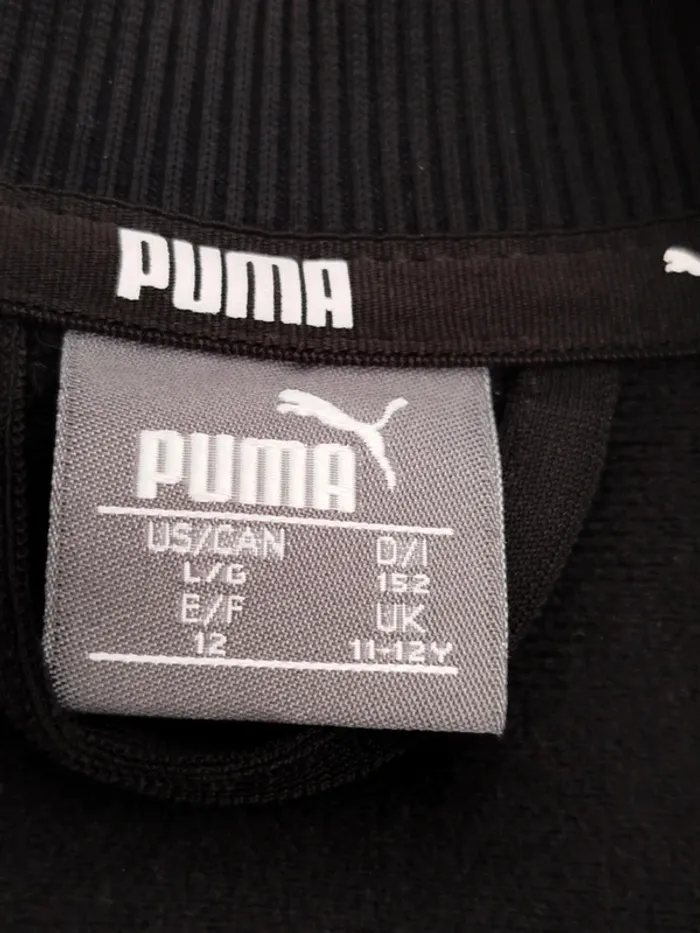 PUMA
PUMA
US/CAN D/I
L/G 152
E/F UK
12 11-12Y